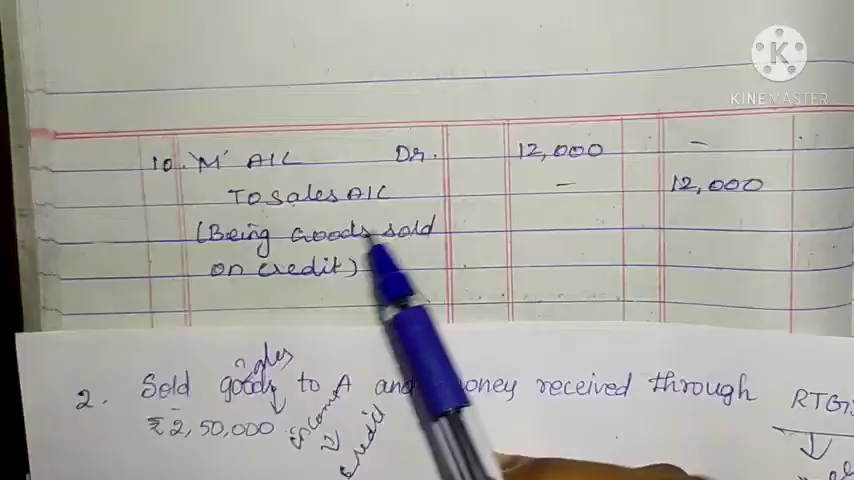 K
KINEMASTER
10. 'M' A/C Dr. 12,000 –
To Sales A/C – 12,000
(Being Goods sold
on credit)
Sales
2. Sold goods to A and money received through RTGS
₹ 2,50,000
Income
Credit